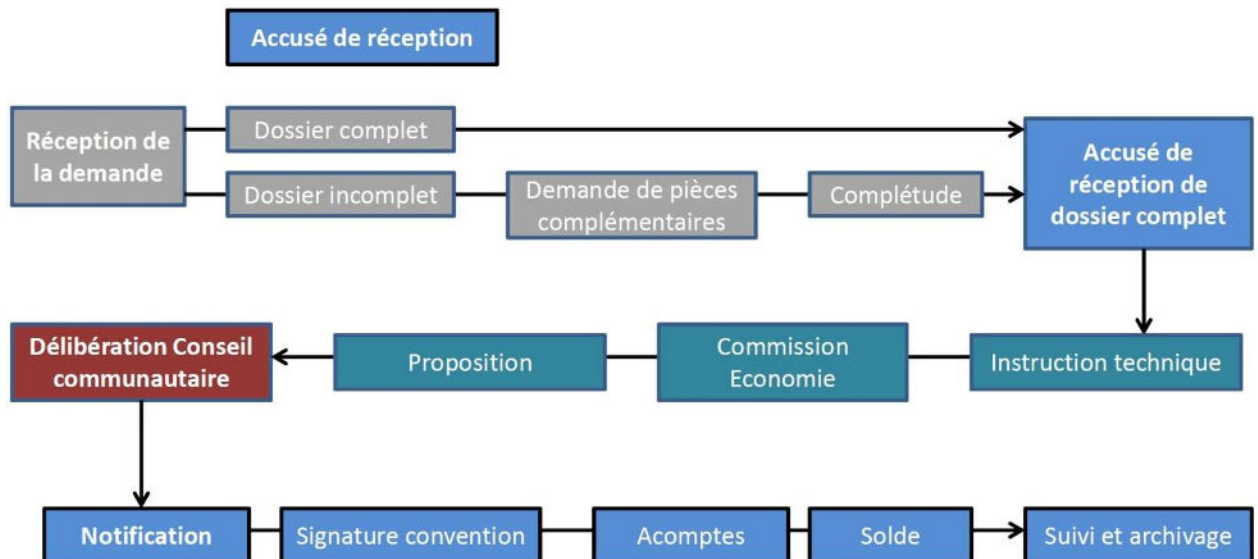 Accusé de réception
Réception de
la demande
Dossier complet
Dossier incomplet
Demande de pièces
complémentaires
Complétude
Accusé de
réception de
dossier complet
Délibération Conseil
communautaire
Proposition
Commission
Economie
Instruction technique
Notification
Signature convention
Acomptes
Solde
Suivi et archivage